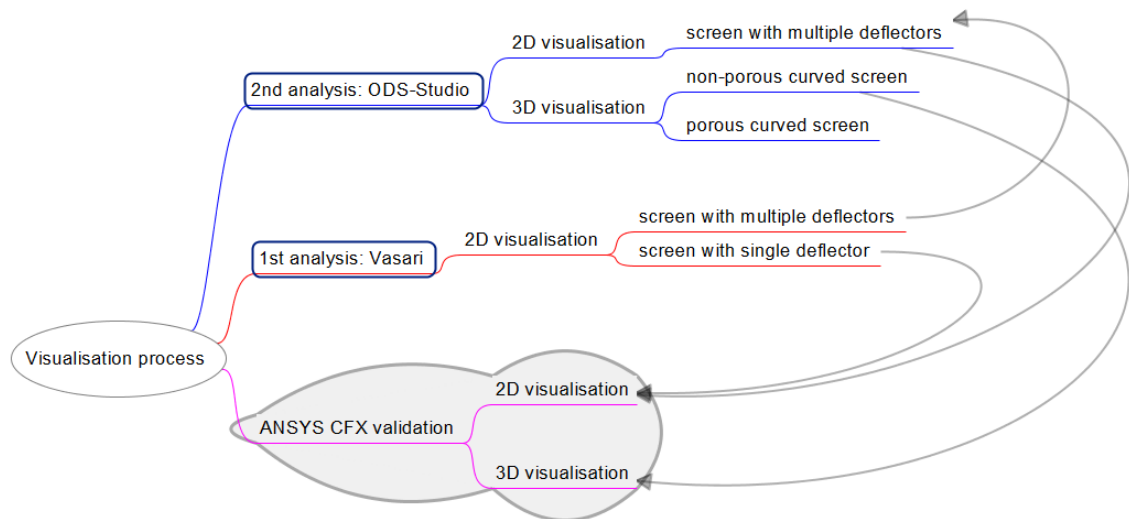 2D visualisation
screen with multiple deflectors
2nd analysis: ODS-Studio
non-porous curved screen
3D visualisation
porous curved screen
screen with multiple deflectors
2D visualisation
1st analysis: Vasari
screen with single deflector
Visualisation process
2D visualisation
ANSYS CFX validation
3D visualisation